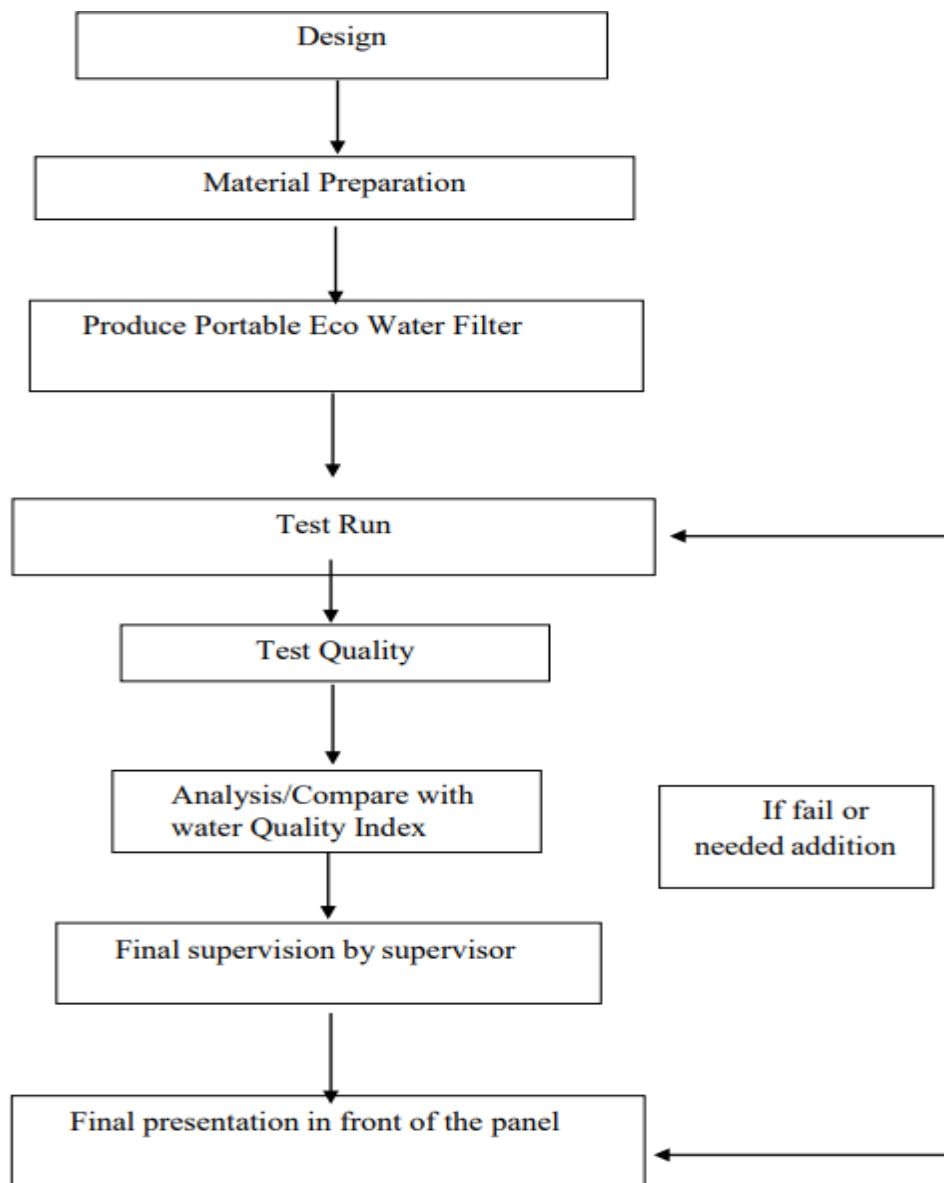 Design
Material Preparation
Produce Portable Eco Water Filter
Test Run
Test Quality
Analysis/Compare with
water Quality Index
If fail or
needed addition
Final supervision by supervisor
Final presentation in front of the panel